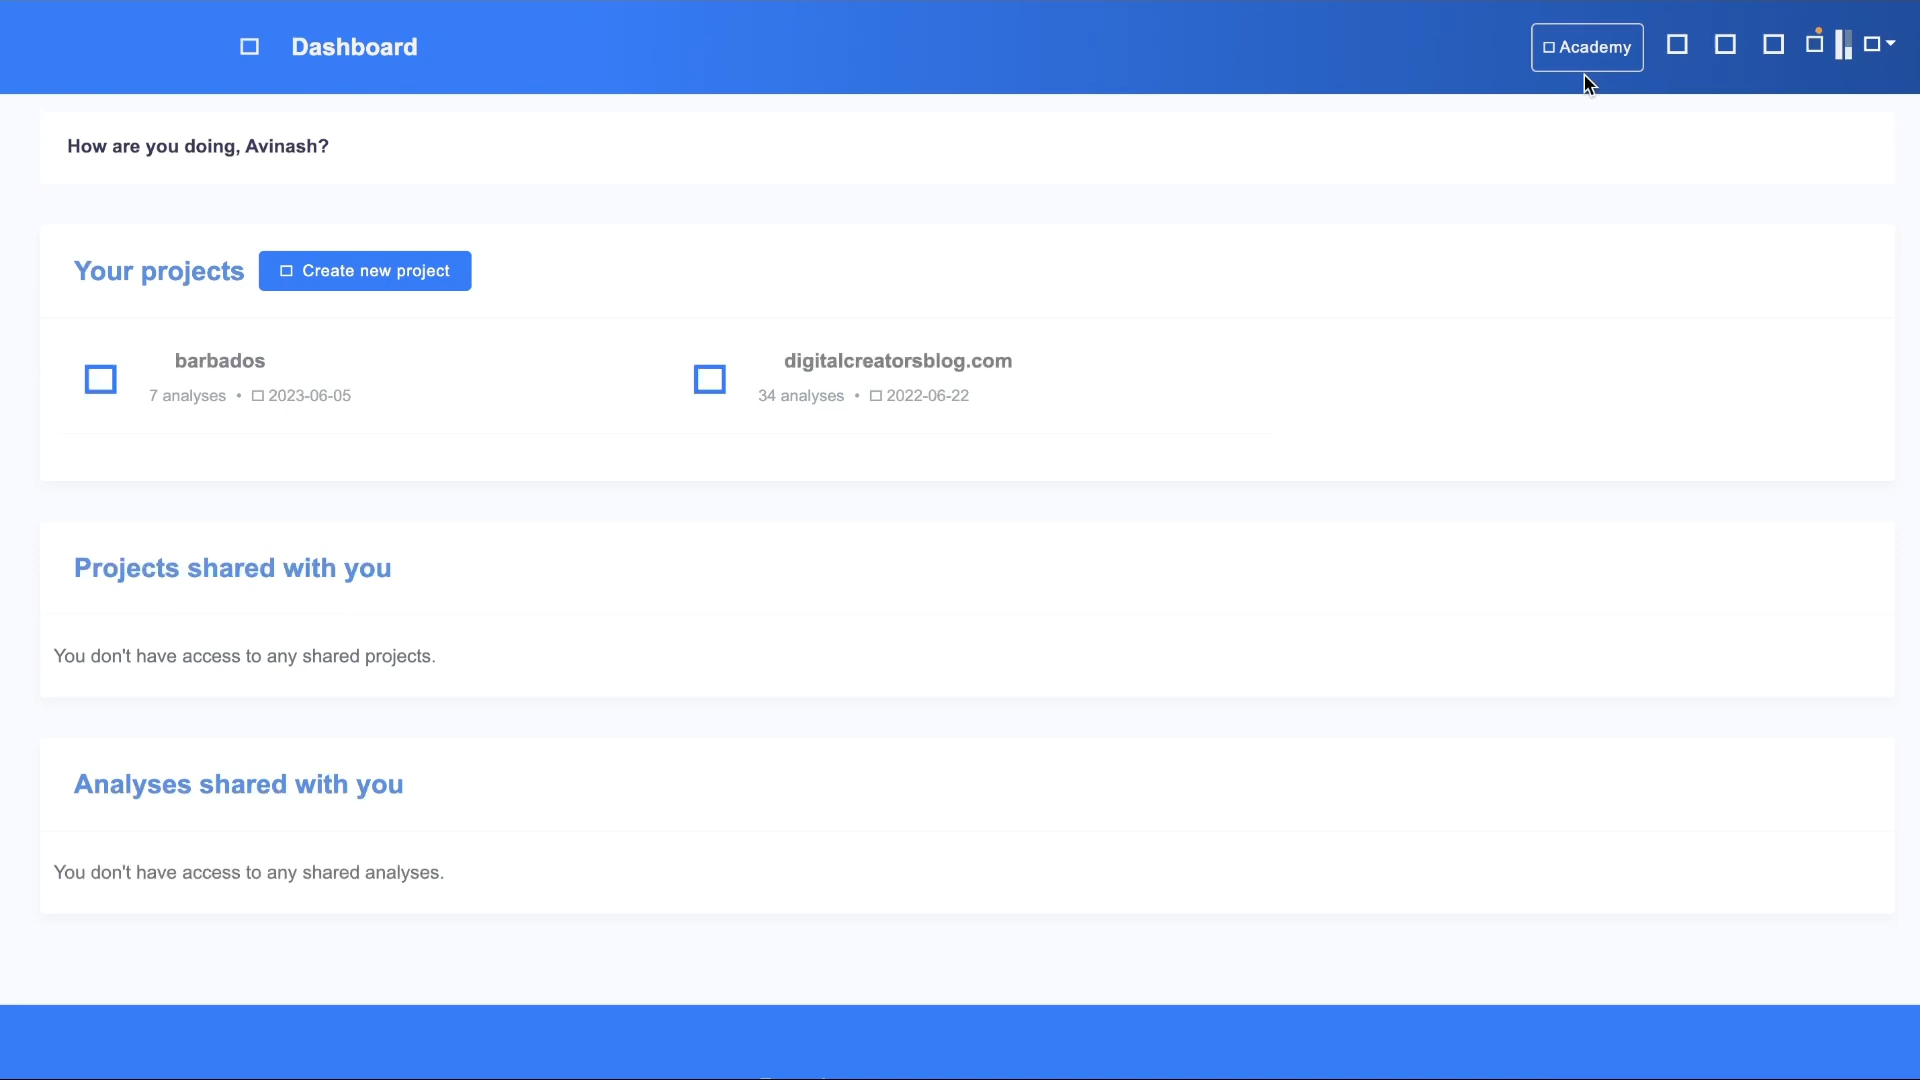 Dashboard
Academy
How are you doing, Avinash?
Your projects
Create new project
barbados
7 analyses • 2023-06-05
digitalcreatorsblog.com
34 analyses • 2022-06-22
Projects shared with you
You don't have access to any shared projects.
Analyses shared with you
You don't have access to any shared analyses.